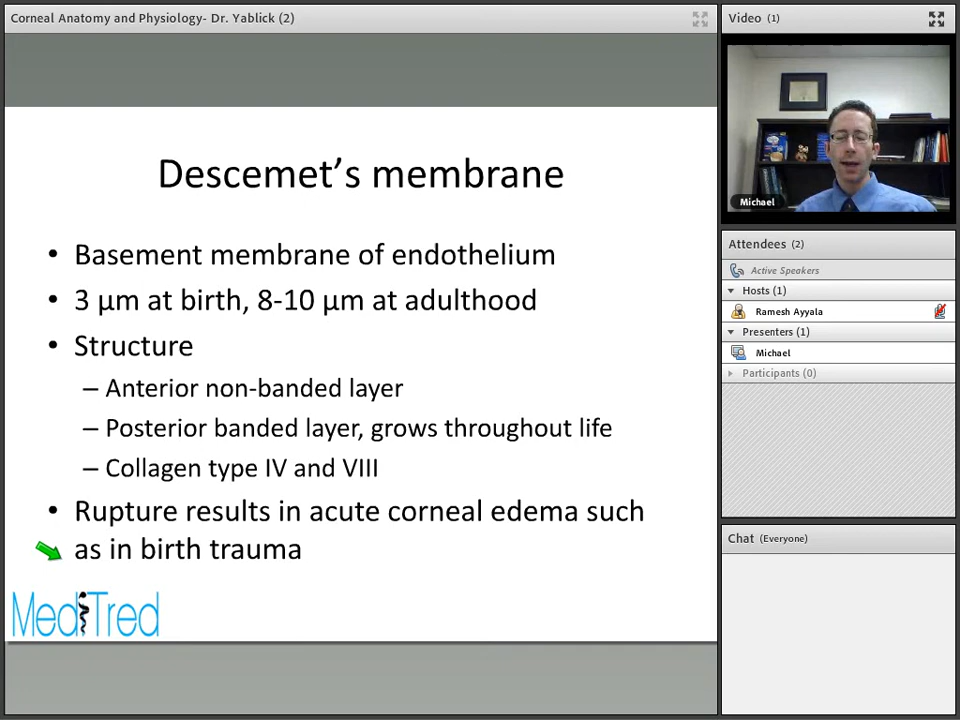 Corneal Anatomy and Physiology- Dr. Yablick (2)
Descemet's membrane
• Basement membrane of endothelium
• 3 µm at birth, 8-10 µm at adulthood
• Structure
– Anterior non-banded layer
– Posterior banded layer, grows throughout life
– Collagen type IV and VIII
• Rupture results in acute corneal edema such
as in birth trauma
MediTred
Video (1)
Michael
Attendees (2)
Active Speakers
Hosts (1)
Ramesh Ayyala
Presenters (1)
Michael
Participants (0)
Chat (Everyone)